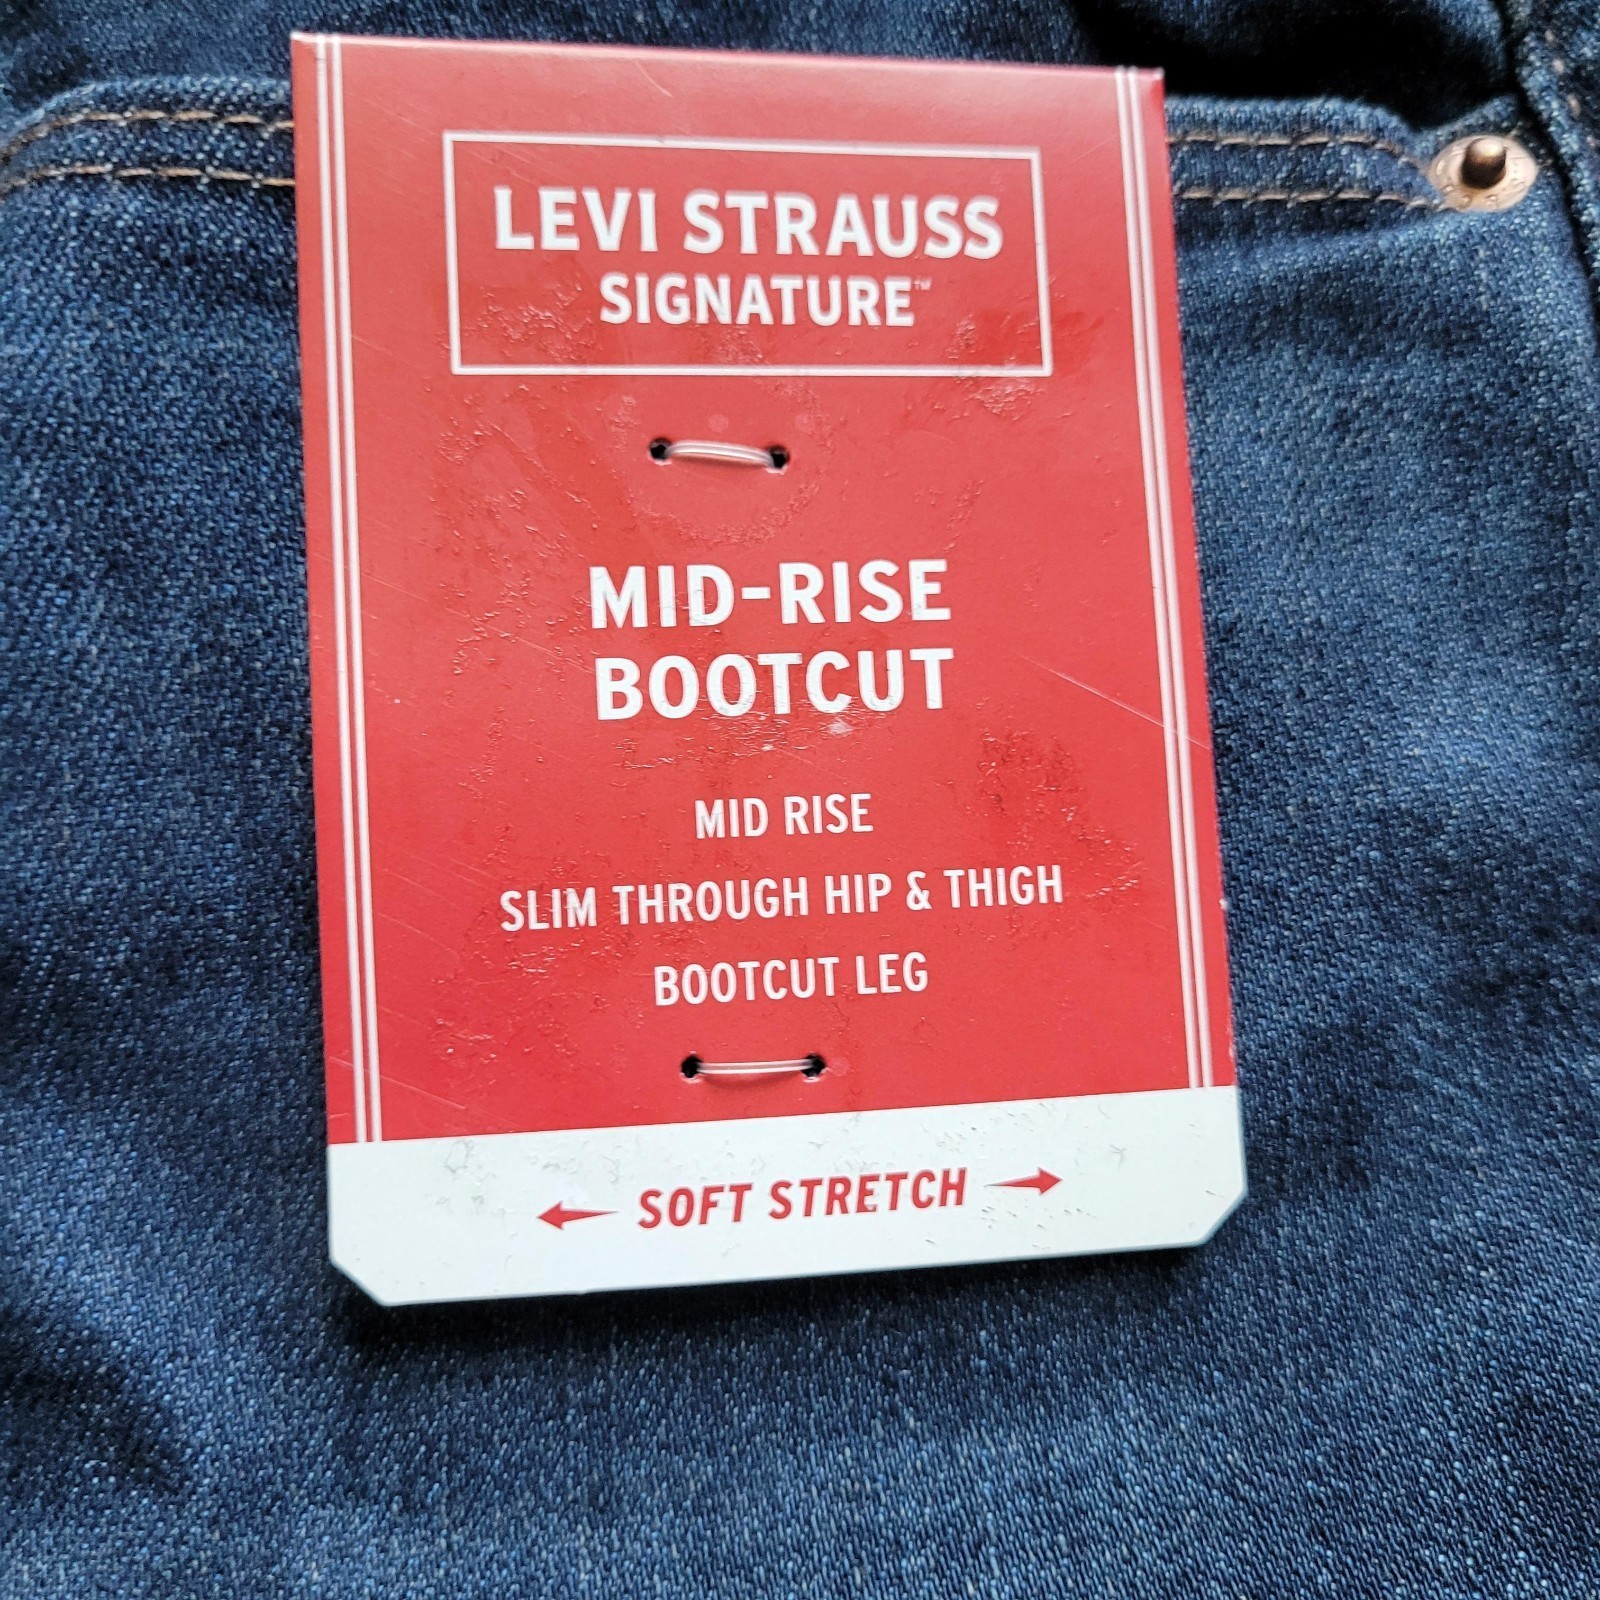 LEVI STRAUSS
SIGNATURE™
MID-RISE
BOOTCUT
MID RISE
SLIM THROUGH HIP & THIGH
BOOTCUT LEG
SOFT STRETCH